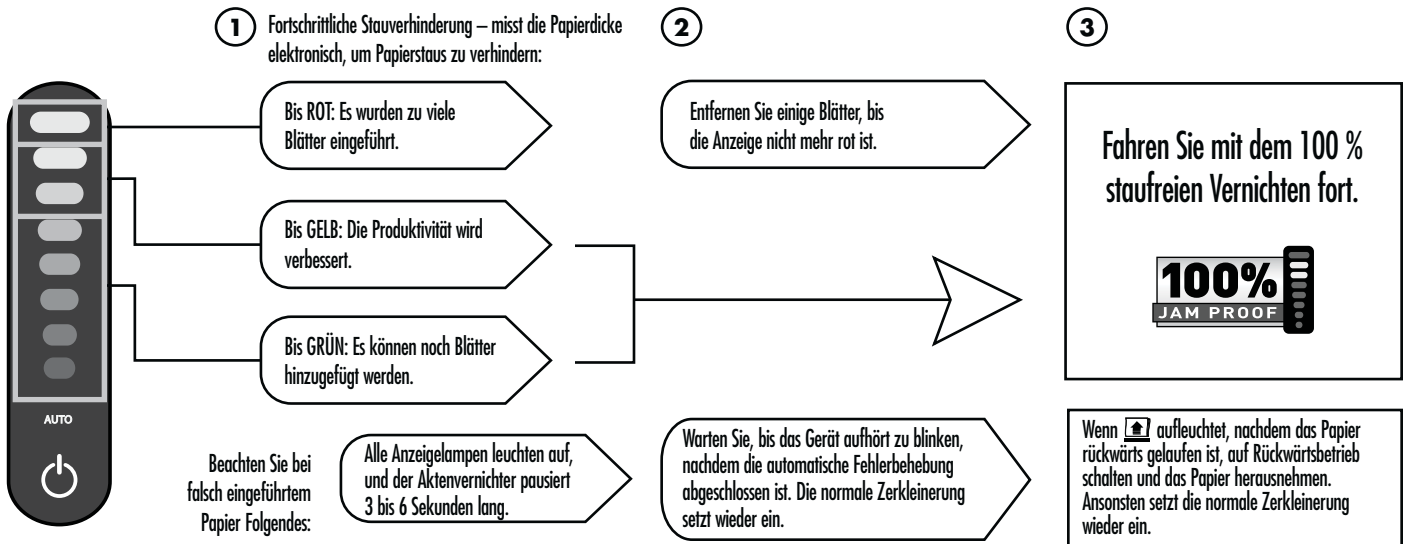 1 Fortschrittliche Stauverhinderung – misst die Papierdicke
elektronisch, um Papierstaus zu verhindern:
Bis ROT: Es wurden zu viele
Blätter eingeführt.
Bis GELB: Die Produktivität wird
verbessert.
Bis GRÜN: Es können noch Blätter
hinzugefügt werden.
2
Entfernen Sie einige Blätter, bis
die Anzeige nicht mehr rot ist.
3
Fahren Sie mit dem 100 %
staufreien Vernichten fort.
100%
JAM PROOF
AUTO
Beachten Sie bei
falsch eingeführtem
Papier Folgendes:
Alle Anzeigelampen leuchten auf,
und der Aktenvernichter pausiert
3 bis 6 Sekunden lang.
Warten Sie, bis das Gerät aufhört zu blinken,
nachdem die automatische Fehlerbehebung
abgeschlossen ist. Die normale Zerkleinerung
setzt wieder ein.
Wenn aufleuchtet, nachdem das Papier
rückwärts gelaufen ist, auf Rückwärtsbetrieb
schalten und das Papier herausnehmen.
Ansonsten setzt die normale Zerkleinerung
wieder ein.